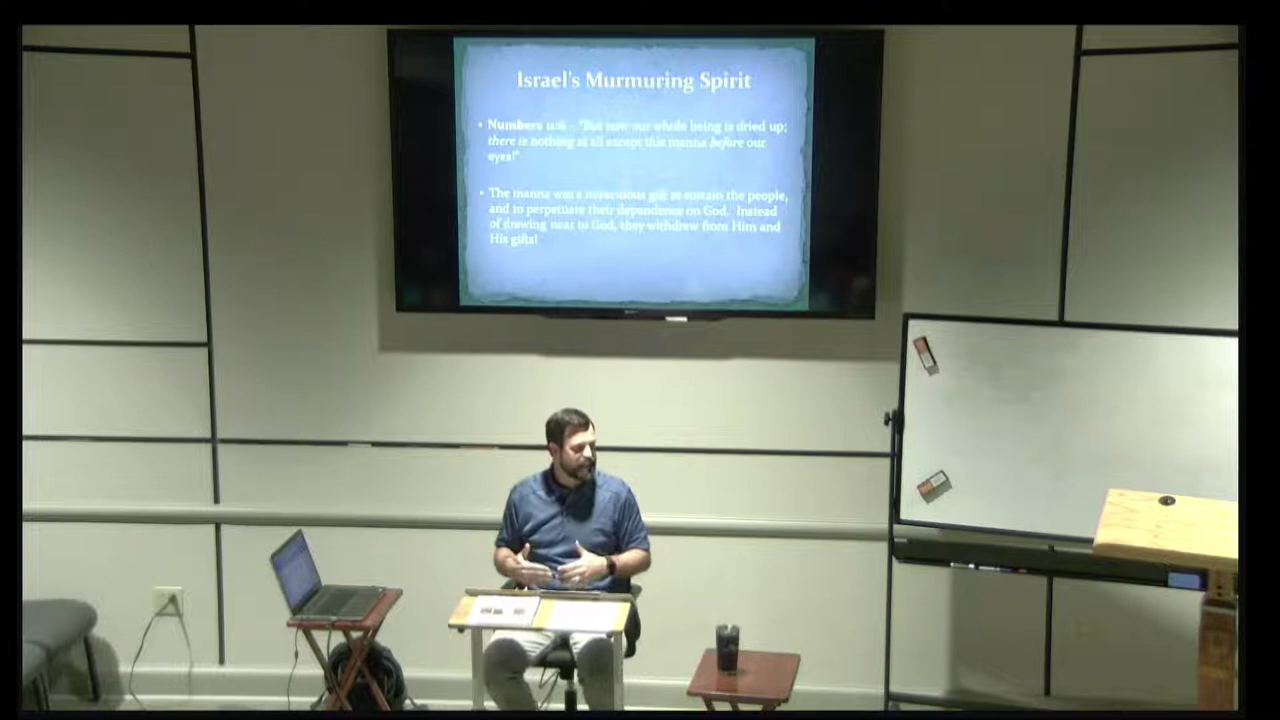 Israel's Murmuring Spirit
• Numbers 11:6 – "But now our whole being is dried up;
there is nothing at all except this manna before our
eyes!"
• The manna was a miraculous gift to sustain the people,
and to perpetuate their dependence on God. Instead
of drawing near to God, they withdrew from Him and
His gifts!